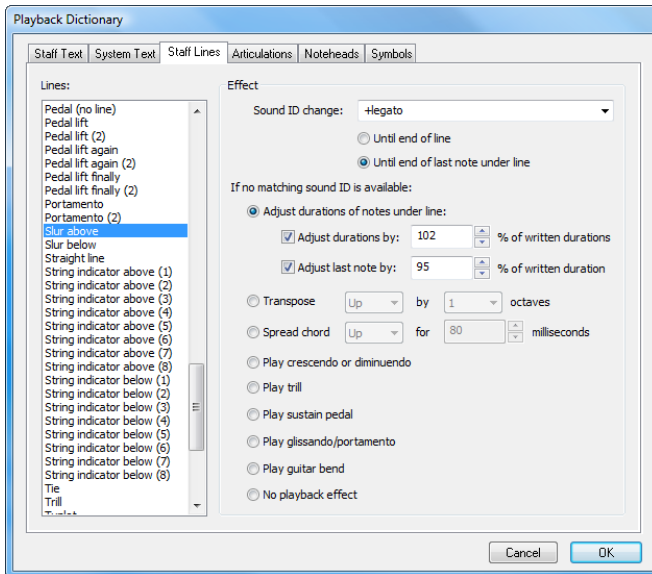 Playback Dictionary
Staff Text System Text Staff Lines Articulations Noteheads Symbols
Lines:
Pedal (no line)
Pedal lift
Pedal lift (2)
Pedal lift again
Pedal lift again (2)
Pedal lift finally
Pedal lift finally (2)
Portamento
Portamento (2)
Slur above
Slur below
Straight line
String indicator above (1)
String indicator above (2)
String indicator above (3)
String indicator above (4)
String indicator above (5)
String indicator above (6)
String indicator above (7)
String indicator above (8)
String indicator below (1)
String indicator below (2)
String indicator below (3)
String indicator below (4)
String indicator below (5)
String indicator below (6)
String indicator below (7)
String indicator below (8)
Tie
Trill
Effect
Sound ID change: +legato
Until end of line
Until end of last note under line
If no matching sound ID is available:
Adjust durations of notes under line:
Adjust durations by: 102 % of written durations
Adjust last note by: 95 % of written duration
Transpose Up by 1 octaves
Spread chord Up for 80 milliseconds
Play crescendo or diminuendo
Play trill
Play sustain pedal
Play glissando/portamento
Play guitar bend
No playback effect
Cancel OK